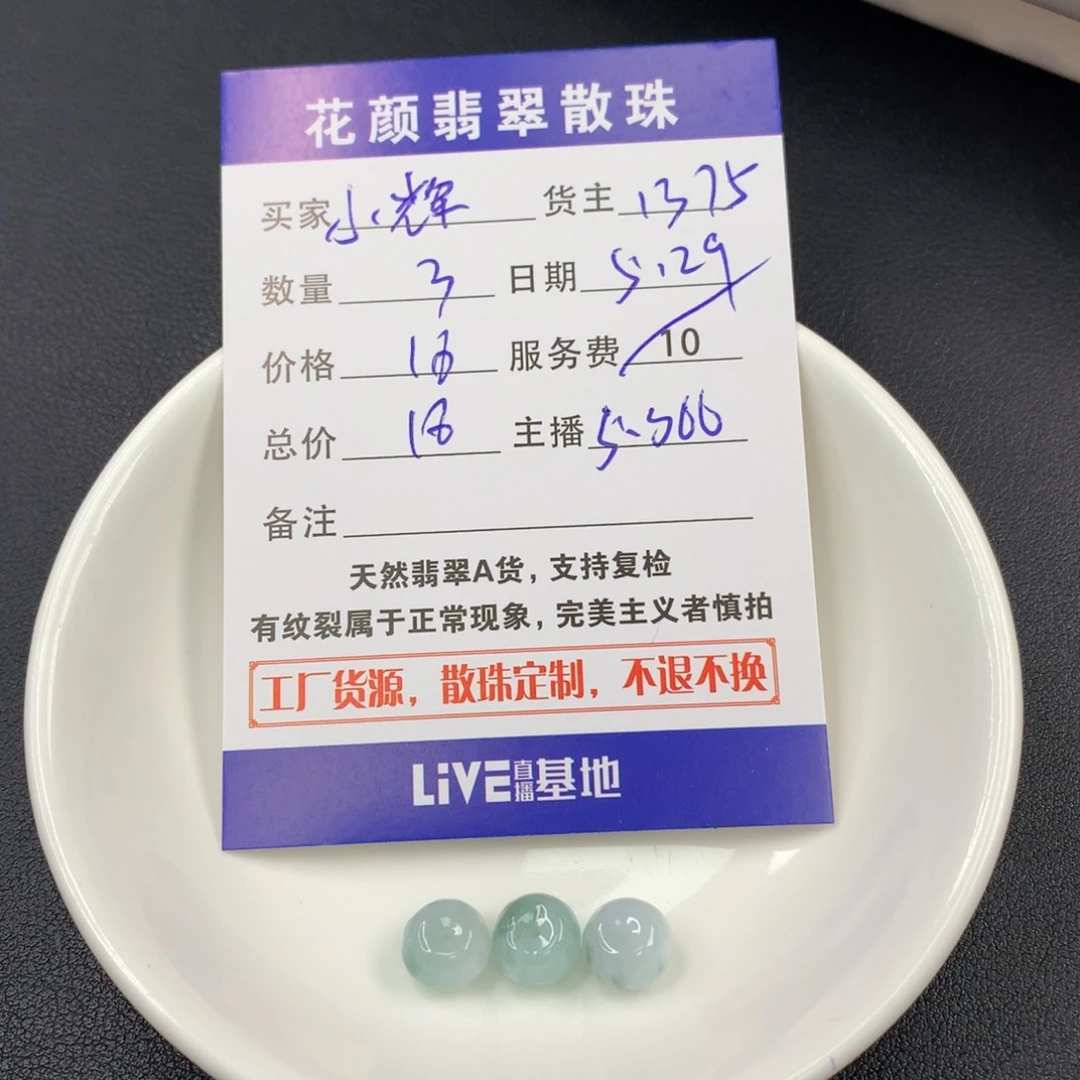 花颜翡翠散珠
买家 小辉 货主 1375
数量 3 日期 5.29
价格 18 服务费 10
总价 18 主播
备注
天然翡翠A货，支持复检
有纹裂属于正常现象，完美主义者慎拍
工厂货源，散珠定制，不退不换
LiVE直播基地